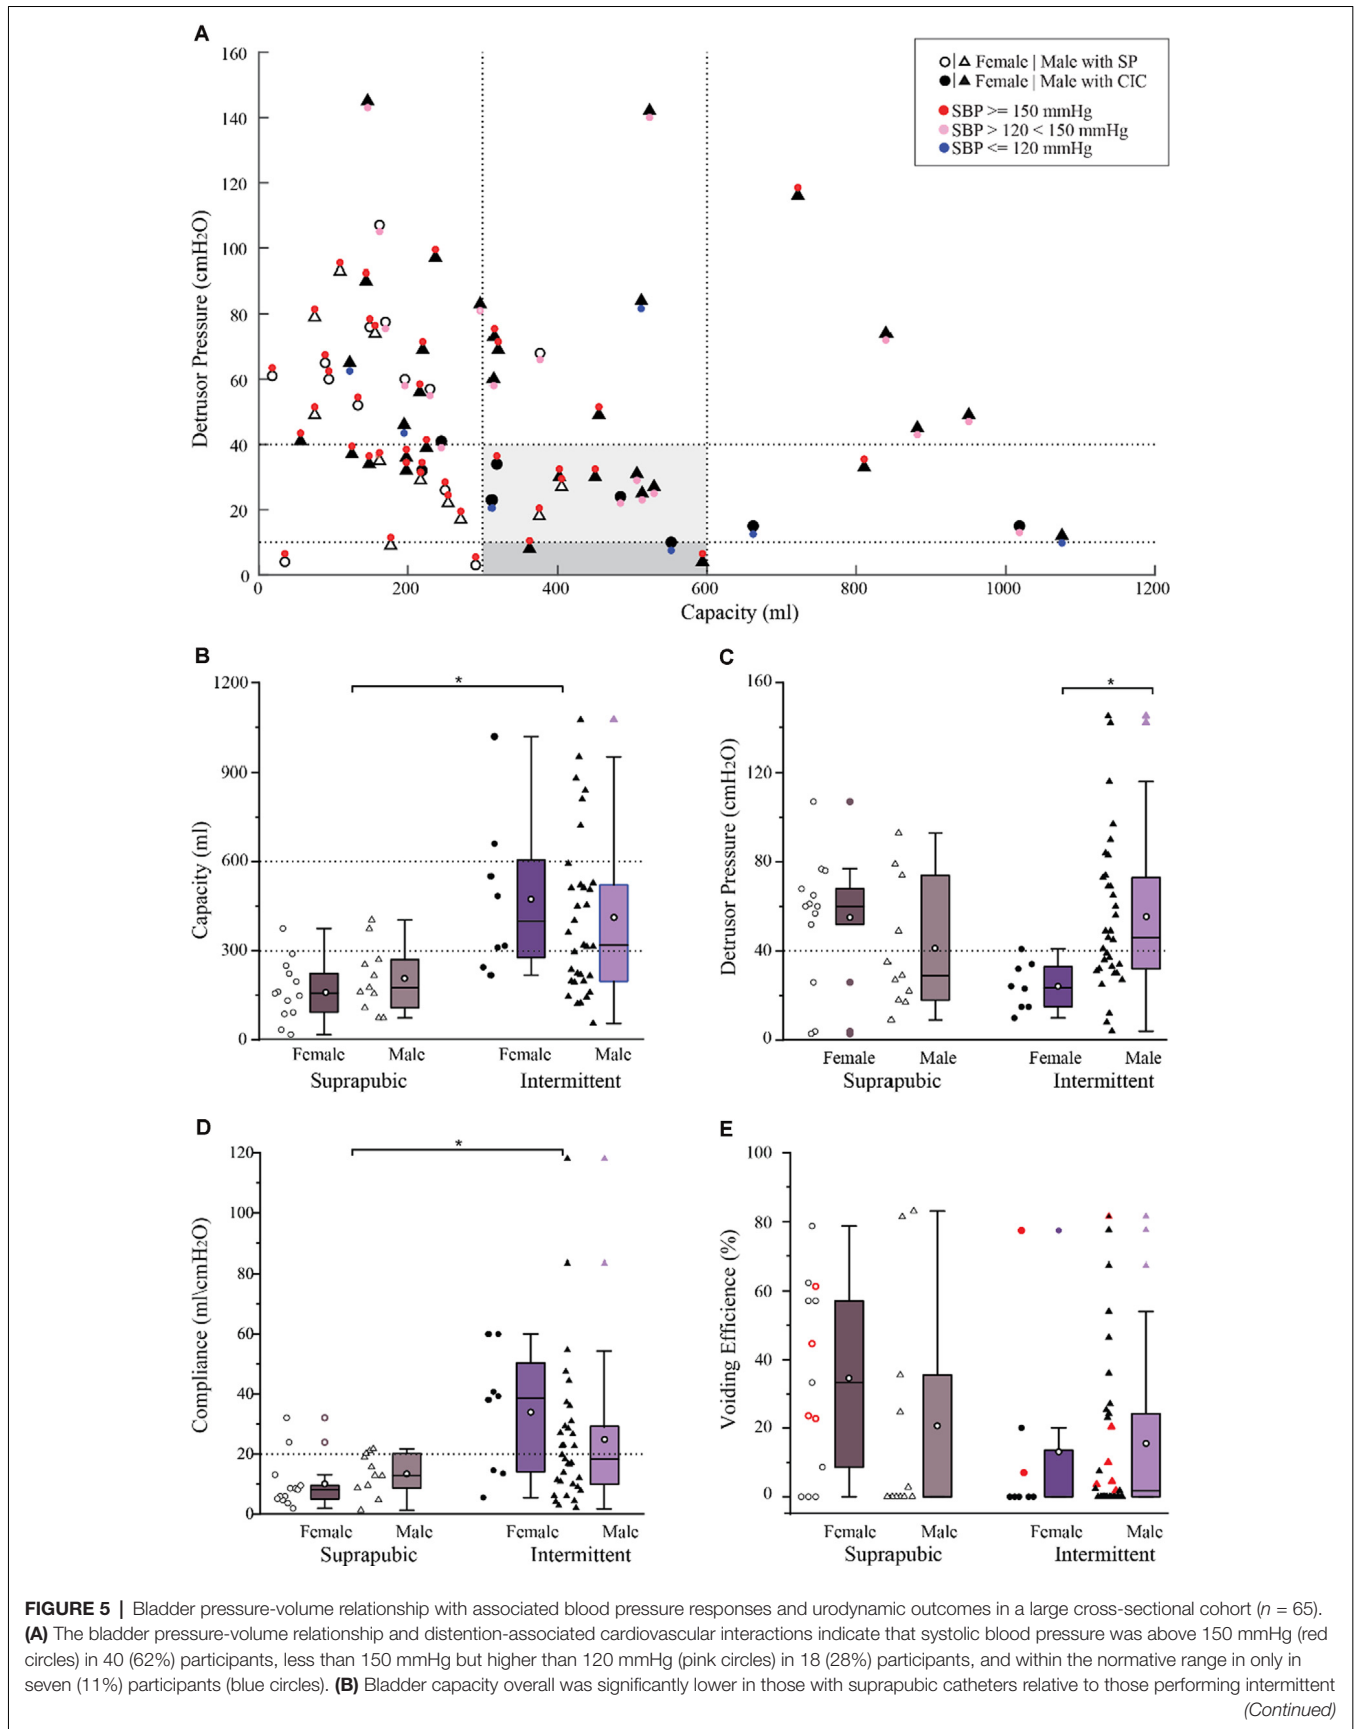 A
160
140
120
100
80
60
40
20
0
Detrusor Pressure (cmH2O)
0 200 400 600 800 1000 1200
Capacity (ml)
○|△ Female | Male with SP
●|▲ Female | Male with CIC
SBP >= 150 mmHg
SBP > 120 < 150 mmHg
SBP <= 120 mmHg
B
1200
900
600
300
0
Capacity (ml)
*
Female Male Female Male
Suprapubic Intermittent
C
160
120
80
40
0
Detrusor Pressure (cmH2O)
*
Female Male Female Male
Suprapubic Intermittent
D
120
100
80
60
40
20
0
Compliance (ml\cmH2O)
*
Female Male Female Male
Suprapubic Intermittent
E
100
80
60
40
20
0
Voiding Efficience (%)
Female Male Female Male
Suprapubic Intermittent
FIGURE 5 | Bladder pressure-volume relationship with associated blood pressure responses and urodynamic outcomes in a large cross-sectional cohort (n = 65).
(A) The bladder pressure-volume relationship and distention-associated cardiovascular interactions indicate that systolic blood pressure was above 150 mmHg (red
circles) in 40 (62%) participants, less than 150 mmHg but higher than 120 mmHg (pink circles) in 18 (28%) participants, and within the normative range in only in
seven (11%) participants (blue circles). (B) Bladder capacity overall was significantly lower in those with suprapubic catheters relative to those performing intermittent
(Continued)